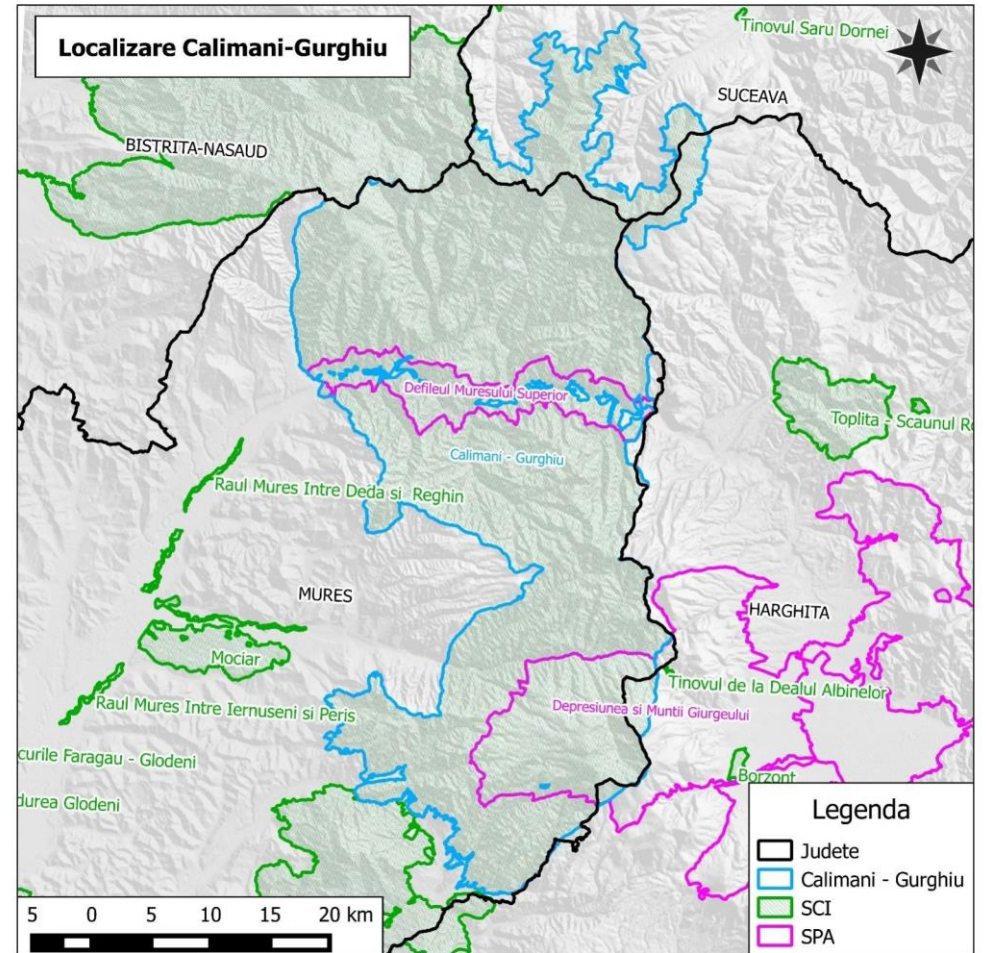 Localizare Calimani-Gurghiu
Tinovul Saru Dornei
SUCEAVA
BISTRITA-NASAUD
Defileul Muresului Superior
Toplita - Scaunul
Calimani - Gurghiu
Raul Mures Intre Deda si Reghin
MURES
HARGHITA
Mociar
Tinovul de la Dealul Albinelor
Raul Mures Intre Iernuseni si Peris
Depresiunea si Muntii Giurgeului
curile Faragau - Glodeni
Borzont
durea Glodeni
Legenda
Judete
Calimani - Gurghiu
SCI
SPA
5 0 5 10 15 20 km